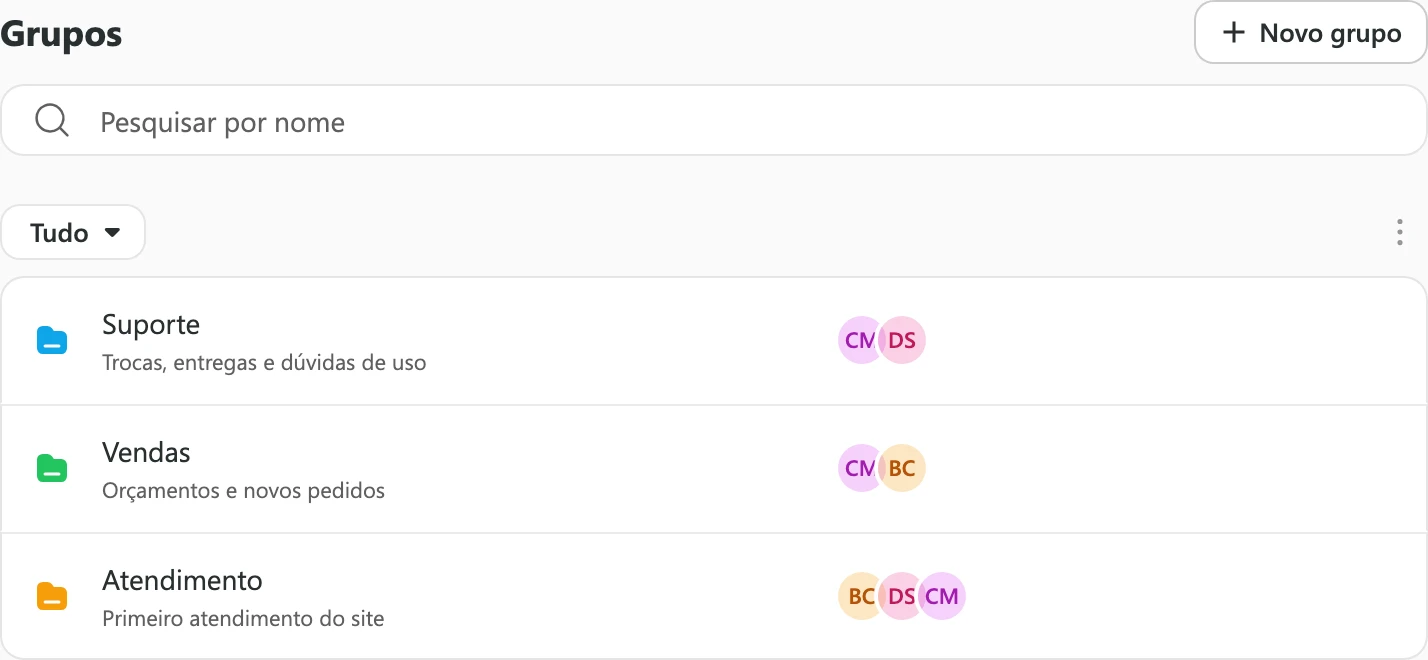 Grupos
+ Novo grupo
Pesquisar por nome
Tudo
Suporte
Trocas, entregas e dúvidas de uso
CM DS
Vendas
Orçamentos e novos pedidos
CM BC
Atendimento
Primeiro atendimento do site
BC DS CM